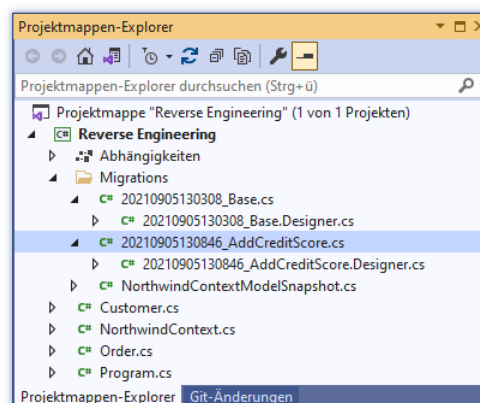 Projektmappen-Explorer
Projektmappen-Explorer durchsuchen (Strg+ü)
Projektmappe "Reverse Engineering" (1 von 1 Projekten)
C# Reverse Engineering
Abhängigkeiten
Migrations
C# 20210905130308_Base.cs
C# 20210905130308_Base.Designer.cs
C# 20210905130846_AddCreditScore.cs
C# 20210905130846_AddCreditScore.Designer.cs
C# NorthwindContextModelSnapshot.cs
C# Customer.cs
C# NorthwindContext.cs
C# Order.cs
C# Program.cs
Projektmappen-Explorer Git-Änderungen